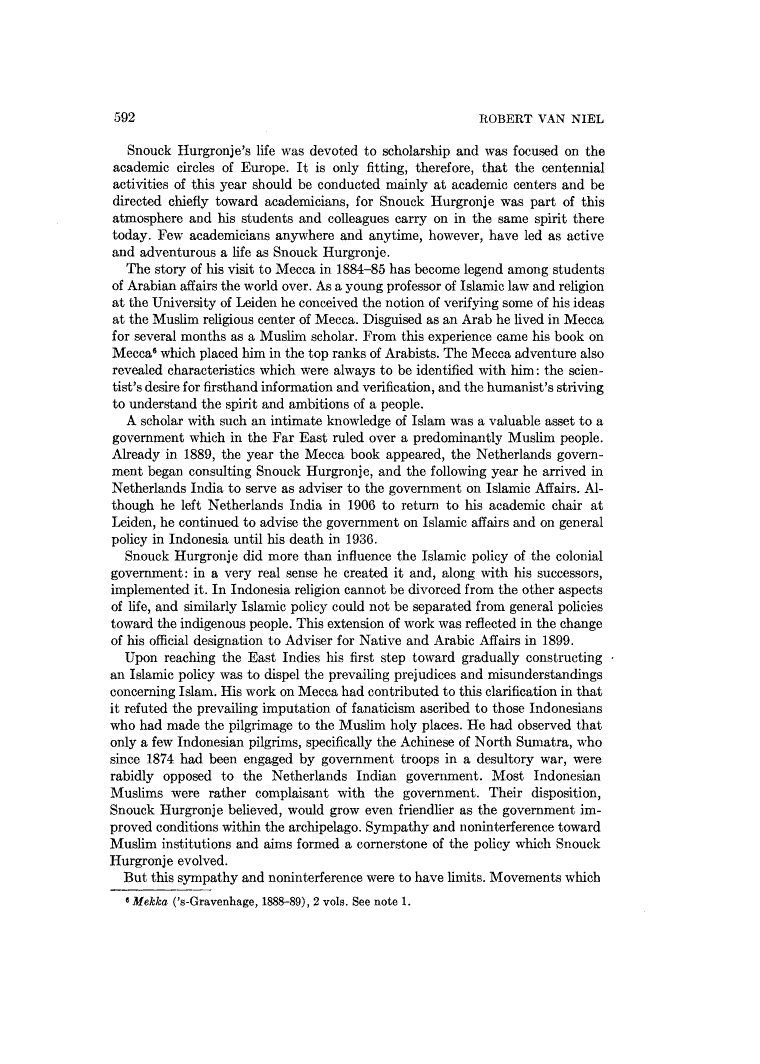 592 ROBERT VAN NIEL
Snouck Hurgronje's life was devoted to scholarship and was focused on the
academic circles of Europe. It is only fitting, therefore, that the centennial
activities of this year should be conducted mainly at academic centers and be
directed chiefly toward academicians, for Snouck Hurgronje was part of this
atmosphere and his students and colleagues carry on in the same spirit there
today. Few academicians anywhere and anytime, however, have led as active
and adventurous a life as Snouck Hurgronje.
The story of his visit to Mecca in 1884–85 has become legend among students
of Arabian affairs the world over. As a young professor of Islamic law and religion
at the University of Leiden he conceived the notion of verifying some of his ideas
at the Muslim religious center of Mecca. Disguised as an Arab he lived in Mecca
for several months as a Muslim scholar. From this experience came his book on
Mecca⁶ which placed him in the top ranks of Arabists. The Mecca adventure also
revealed characteristics which were always to be identified with him: the scien-
tist's desire for firsthand information and verification, and the humanist's striving
to understand the spirit and ambitions of a people.
A scholar with such an intimate knowledge of Islam was a valuable asset to a
government which in the Far East ruled over a predominantly Muslim people.
Already in 1889, the year the Mecca book appeared, the Netherlands govern-
ment began consulting Snouck Hurgronje, and the following year he arrived in
Netherlands India to serve as adviser to the government on Islamic Affairs. Al-
though he left Netherlands India in 1906 to return to his academic chair at
Leiden, he continued to advise the government on Islamic affairs and on general
policy in Indonesia until his death in 1936.
Snouck Hurgronje did more than influence the Islamic policy of the colonial
government: in a very real sense he created it and, along with his successors,
implemented it. In Indonesia religion cannot be divorced from the other aspects
of life, and similarly Islamic policy could not be separated from general policies
toward the indigenous people. This extension of work was reflected in the change
of his official designation to Adviser for Native and Arabic Affairs in 1899.
Upon reaching the East Indies his first step toward gradually constructing
an Islamic policy was to dispel the prevailing prejudices and misunderstandings
concerning Islam. His work on Mecca had contributed to this clarification in that
it refuted the prevailing imputation of fanaticism ascribed to those Indonesians
who had made the pilgrimage to the Muslim holy places. He had observed that
only a few Indonesian pilgrims, specifically the Achinese of North Sumatra, who
since 1874 had been engaged by government troops in a desultory war, were
rabidly opposed to the Netherlands Indian government. Most Indonesian
Muslims were rather complaisant with the government. Their disposition,
Snouck Hurgronje believed, would grow even friendlier as the government im-
proved conditions within the archipelago. Sympathy and noninterference toward
Muslim institutions and aims formed a cornerstone of the policy which Snouck
Hurgronje evolved.
But this sympathy and noninterference were to have limits. Movements which
⁶ Mekka ('s-Gravenhage, 1888–89), 2 vols. See note 1.